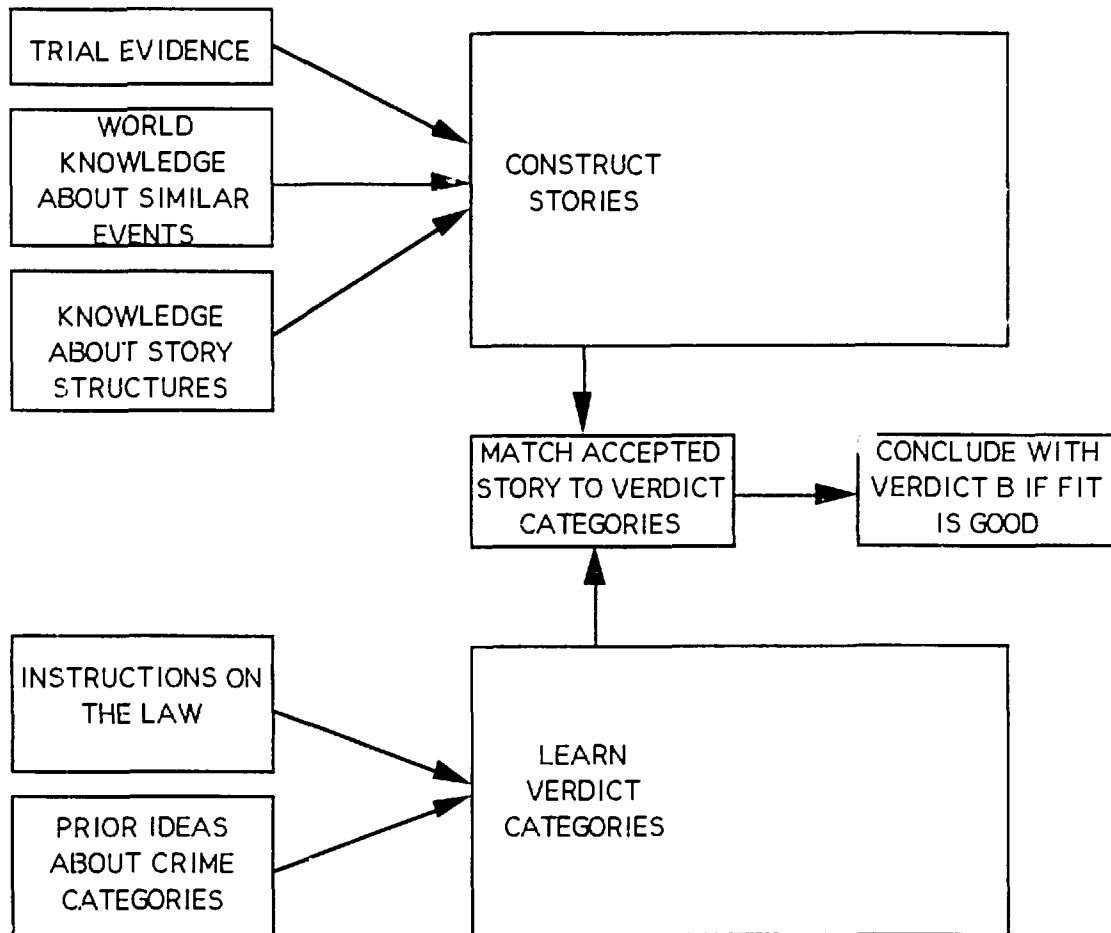 TRIAL EVIDENCE
WORLD
KNOWLEDGE
ABOUT SIMILAR
EVENTS
KNOWLEDGE
ABOUT STORY
STRUCTURES
CONSTRUCT
STORIES
MATCH ACCEPTED
STORY TO VERDICT
CATEGORIES
CONCLUDE WITH
VERDICT B IF FIT
IS GOOD
INSTRUCTIONS ON
THE LAW
PRIOR IDEAS
ABOUT CRIME
CATEGORIES
LEARN
VERDICT
CATEGORIES